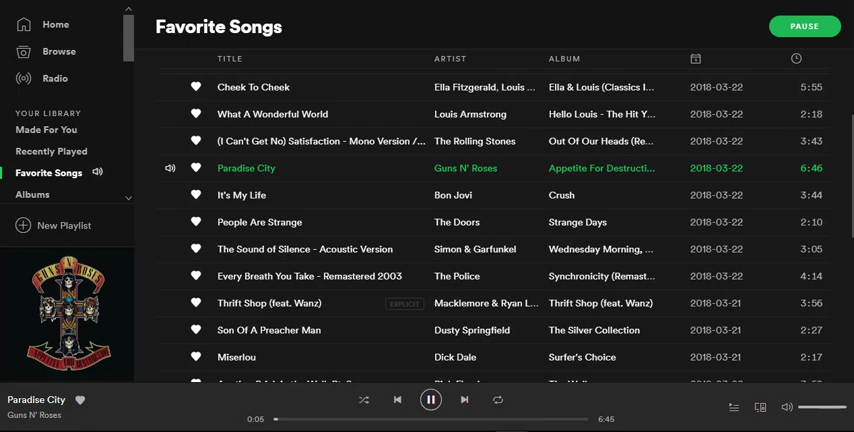 Home
Browse
Radio
YOUR LIBRARY
Made For You
Recently Played
Favorite Songs
Albums
New Playlist
GUNS N' ROSES
APPETITE FOR DESTRUCTION
Favorite Songs
PAUSE
TITLE ARTIST ALBUM
Cheek To Cheek Ella Fitzgerald, Louis ... Ella & Louis (Classics I... 2018-03-22 5:55
What A Wonderful World Louis Armstrong Hello Louis - The Hit Y... 2018-03-22 2:18
(I Can't Get No) Satisfaction - Mono Version /... The Rolling Stones Out Of Our Heads (Re... 2018-03-22 3:43
Paradise City Guns N' Roses Appetite For Destructi... 2018-03-22 6:46
It's My Life Bon Jovi Crush 2018-03-22 3:44
People Are Strange The Doors Strange Days 2018-03-22 2:10
The Sound of Silence - Acoustic Version Simon & Garfunkel Wednesday Morning, ... 2018-03-22 3:05
Every Breath You Take - Remastered 2003 The Police Synchronicity (Remast... 2018-03-22 4:14
Thrift Shop (feat. Wanz) EXPLICIT Macklemore & Ryan L... Thrift Shop (feat. Wanz) 2018-03-21 3:56
Son Of A Preacher Man Dusty Springfield The Silver Collection 2018-03-21 2:27
Miserlou Dick Dale Surfer's Choice 2018-03-21 2:17
Paradise City
Guns N' Roses
0:05 6:45